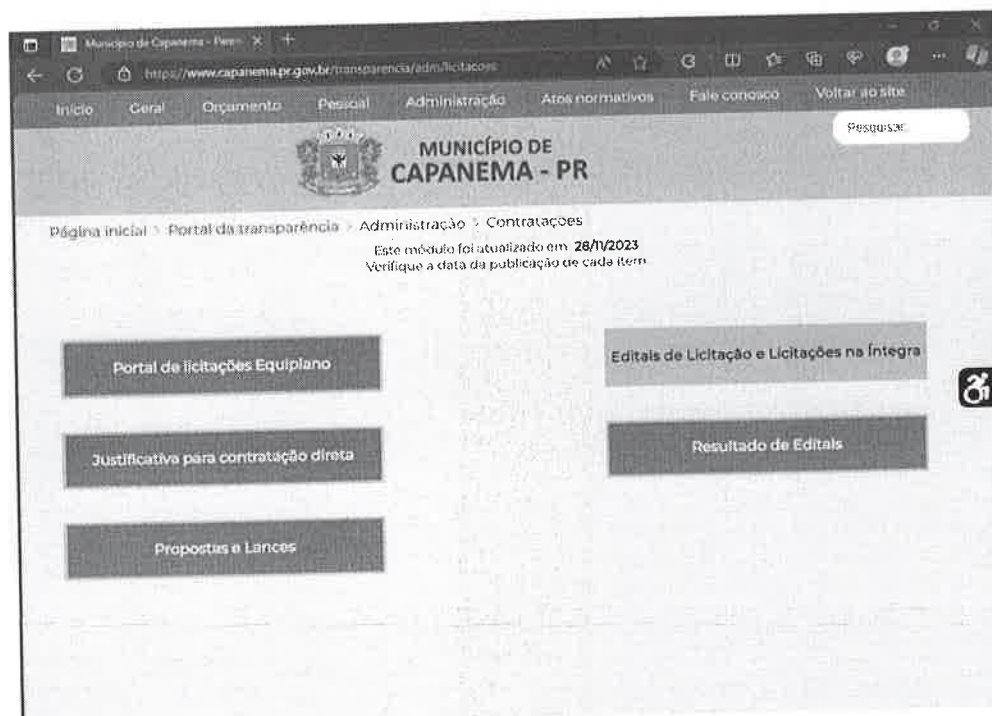 Município de Capanema - Pare
https://www.capanema.pr.gov.br/transparencia/adm/licitacoes
Início Geral Orçamento Pessoal Administração Atos normativos Fale conosco Voltar ao site
Pesquisar
MUNICÍPIO DE
CAPANEMA - PR
Página inicial > Portal da transparência > Administração > Contratações
Este módulo foi atualizado em 28/11/2023
Verifique a data da publicação de cada item
Portal de licitações Equiplano
Editais de Licitação e Licitações na Íntegra
Justificativa para contratação direta
Resultado de Editais
Propostas e Lances